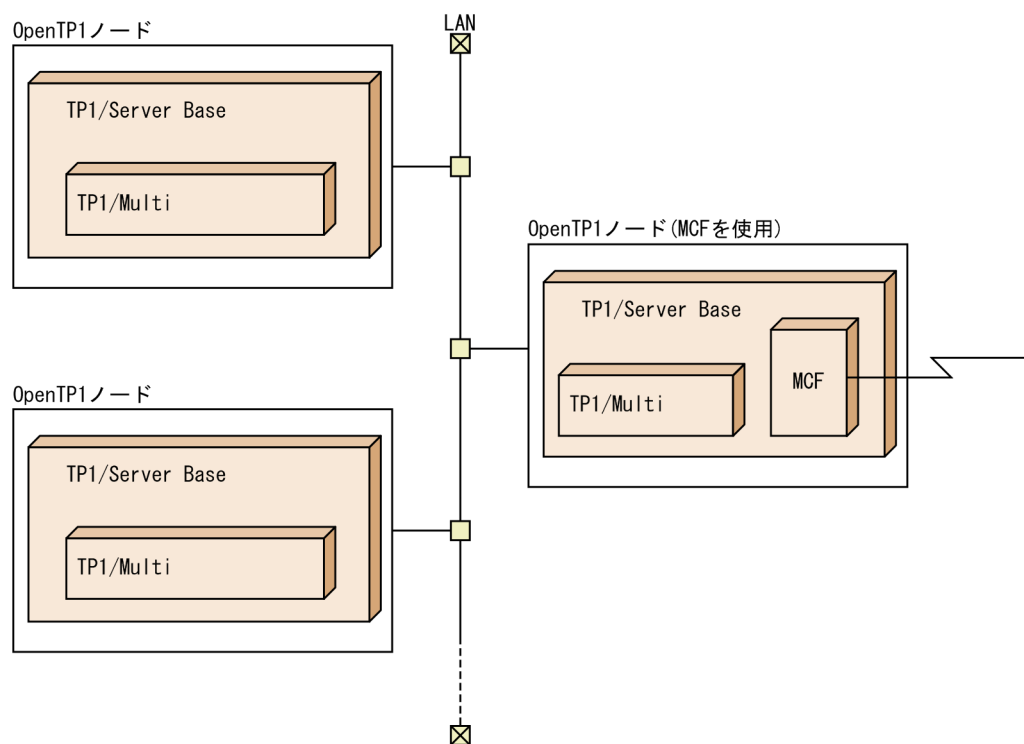 LAN
OpenTP1ノード
TP1/Server Base
TP1/Multi
OpenTP1ノード(MCFを使用)
TP1/Server Base
TP1/Multi
MCF
OpenTP1ノード
TP1/Server Base
TP1/Multi